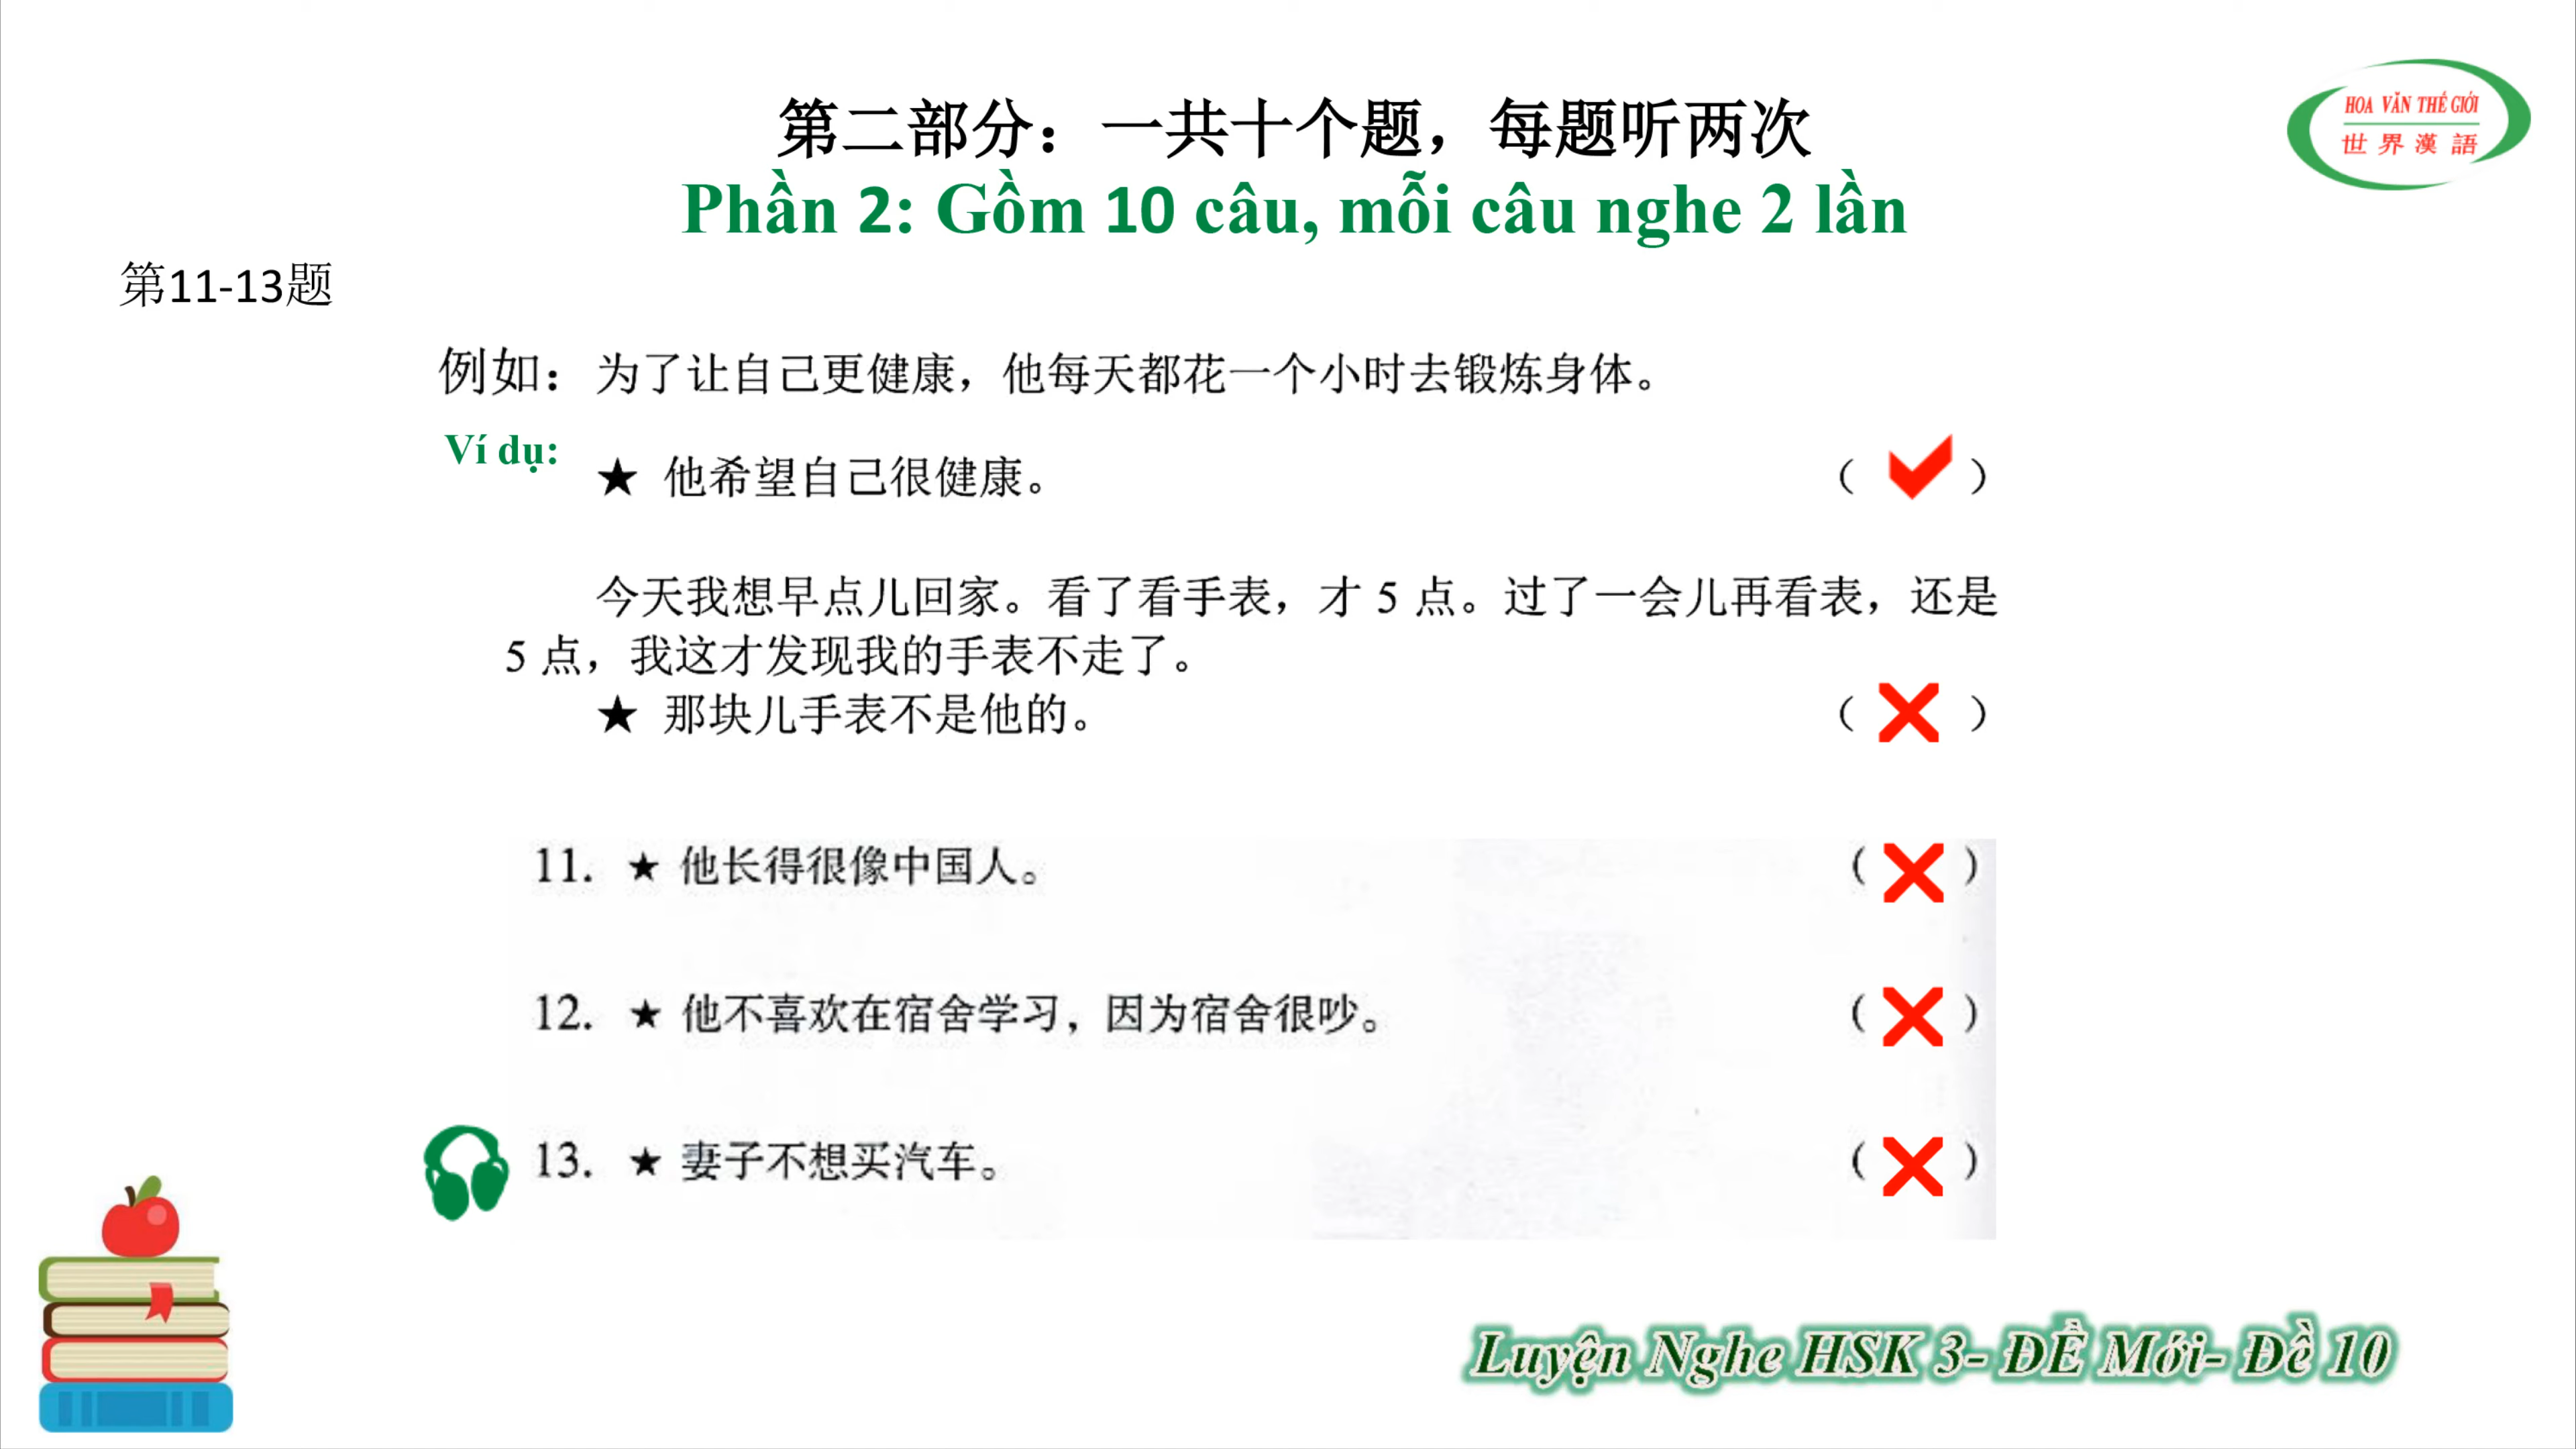 HOA VĂN THẾ GIỚI
世界漢語
第二部分：一共十个题，每题听两次
Phần 2: Gồm 10 câu, mỗi câu nghe 2 lần
第11-13题
例如：为了让自己更健康，他每天都花一个小时去锻炼身体。
Ví dụ:
★ 他希望自己很健康。 （ ✔ ）
今天我想早点儿回家。看了看手表，才 5 点。过了一会儿再看表，还是
5 点，我这才发现我的手表不走了。
★ 那块儿手表不是他的。 （ ✘ ）
11. ★ 他长得很像中国人。 （ ✘ ）
12. ★ 他不喜欢在宿舍学习，因为宿舍很吵。 （ ✘ ）
13. ★ 妻子不想买汽车。 （ ✘ ）
Luyện Nghe HSK 3- ĐỀ Mới- Đề 10